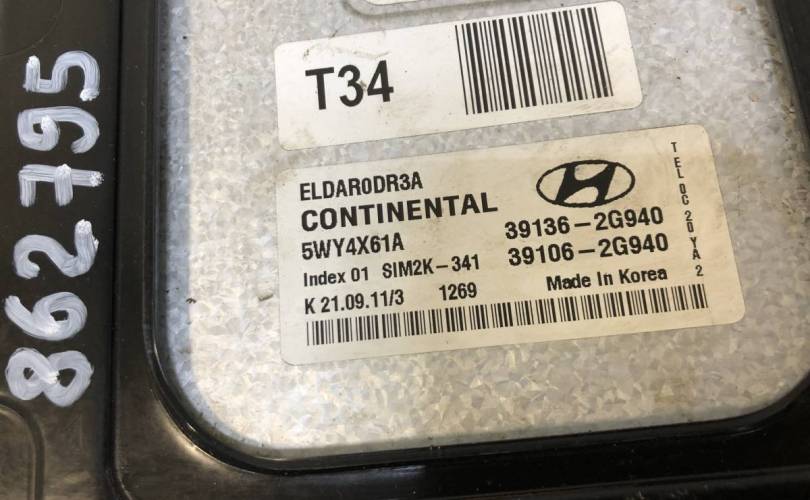 862795
T34
ELDAR0DR3A
CONTINENTAL
5WY4X61A
39136-2G940
39106-2G940
Index 01 SIM2K-341
K 21.09.11/3 1269
Made in Korea
TEL 0C 20 YA 2